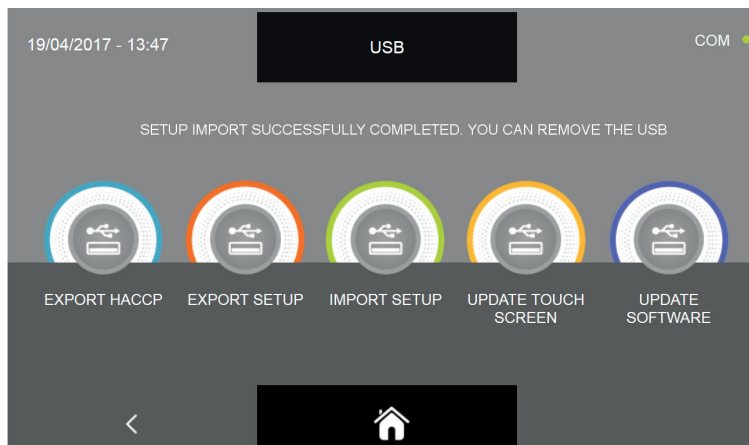 19/04/2017 - 13:47
USB
COM
SETUP IMPORT SUCCESSFULLY COMPLETED. YOU CAN REMOVE THE USB
EXPORT HACCP
EXPORT SETUP
IMPORT SETUP
UPDATE TOUCH
SCREEN
UPDATE
SOFTWARE